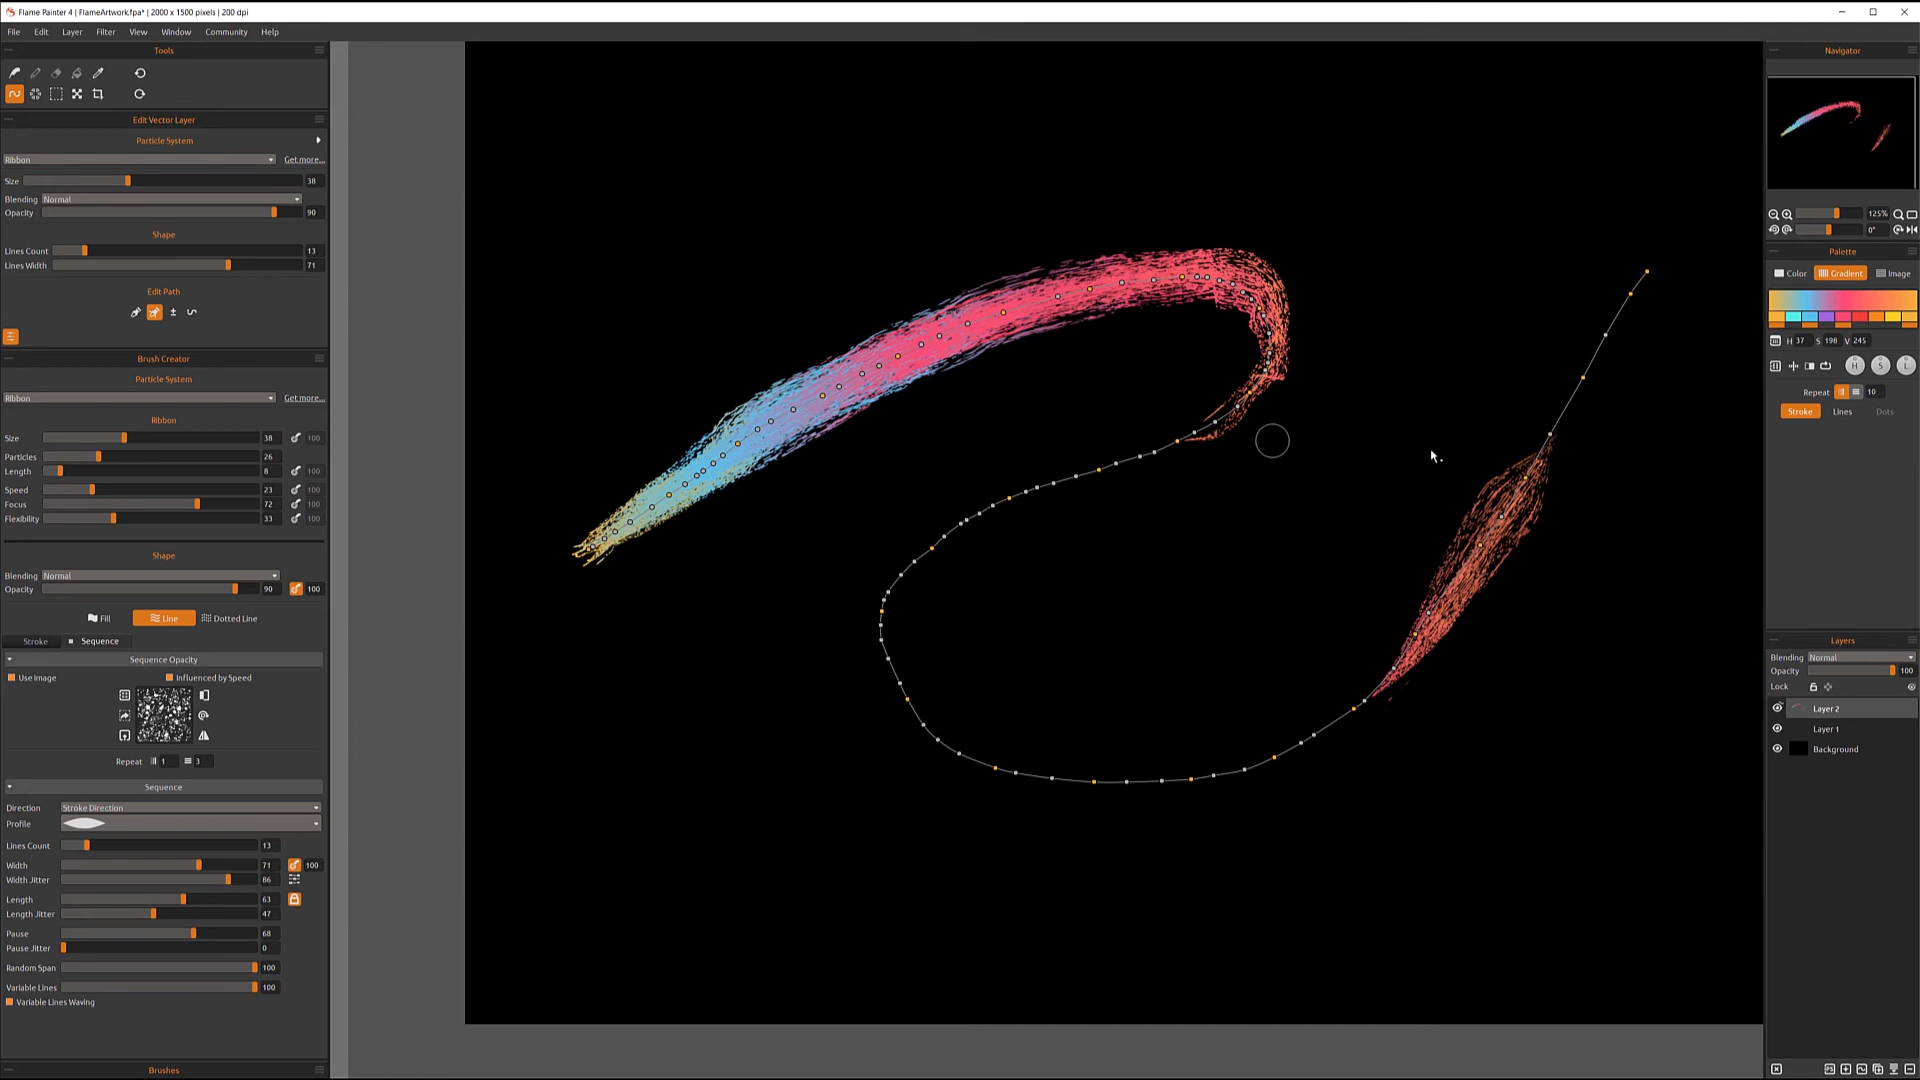 Flame Painter 4 | FlameArtwork.fpa* | 2000 x 1500 pixels | 200 dpi
File Edit Layer Filter View Window Community Help
Tools
Edit Vector Layer
Particle System
Ribbon Get more...
Size 38
Blending Normal
Opacity 90
Shape
Lines Count 13
Lines Width 71
Edit Path
Brush Creator
Particle System
Ribbon Get more...
Ribbon
Size 38 100
Particles 26
Length 8 100
Speed 23 100
Focus 72 100
Flexibility 33 100
Shape
Blending Normal
Opacity 90 100
Fill Line Dotted Line
Stroke Sequence
Sequence Opacity
Use Image Influenced by Speed
Repeat 1 3
Sequence
Direction Stroke Direction
Profile
Lines Count 13
Width 71 100
Width Jitter 86
Length 63
Length Jitter 47
Pause 68
Pause Jitter 0
Random Span 100
Variable Lines 100
Variable Lines Waving
Brushes
Navigator
125%
0°
Palette
Color Gradient Image
H 37 S 198 V 245
H S L
Repeat 10
Stroke Lines Dots
Layers
Blending Normal
Opacity 100
Lock
Layer 2
Layer 1
Background